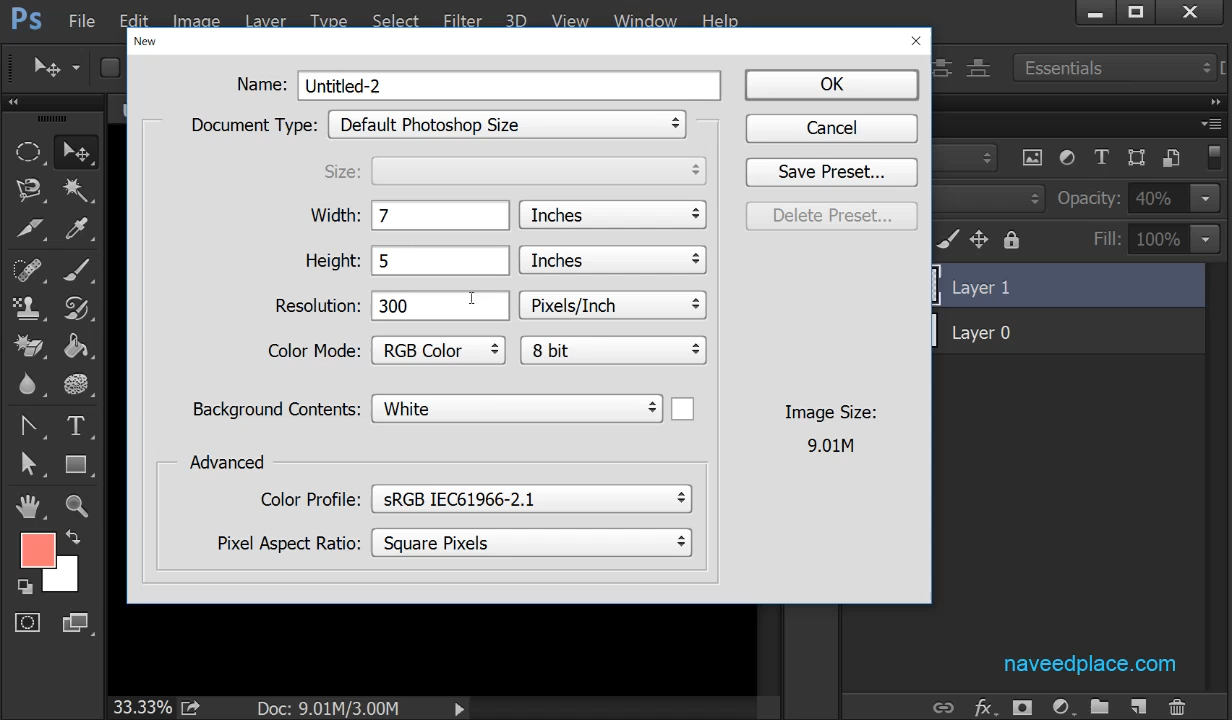 Ps File Edit Image Layer Type Select Filter 3D View Window Help
New
Essentials
Name: Untitled-2 OK
Document Type: Default Photoshop Size Cancel
Size: Save Preset...
Width: 7 Inches Delete Preset...
Height: 5 Inches
Resolution: 300 Pixels/Inch
Color Mode: RGB Color 8 bit
Background Contents: White
Image Size:
9.01M
Advanced
Color Profile: sRGB IEC61966-2.1
Pixel Aspect Ratio: Square Pixels
T
Opacity: 40%
Fill: 100%
Layer 1
Layer 0
T
naveedplace.com
33.33% Doc: 9.01M/3.00M
fx